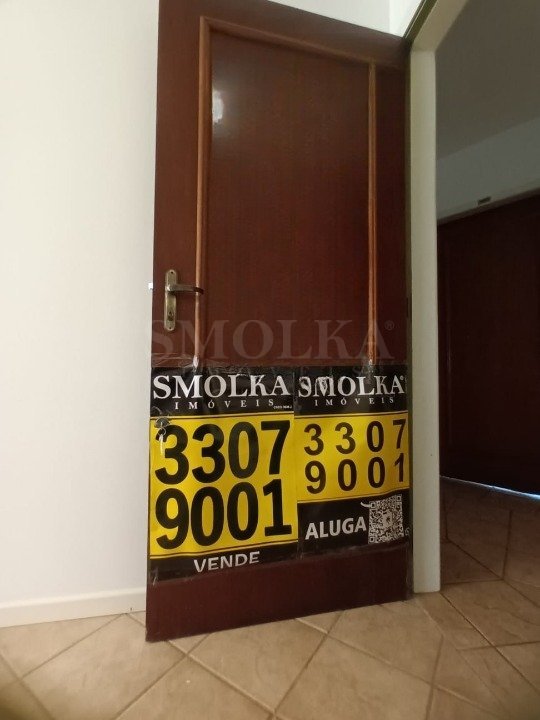 SMOLKA®
SMOLKA
IMÓVEIS
3307
9001
VENDE
SMOLKA®
IMÓVEIS
3307
9001
ALUGA